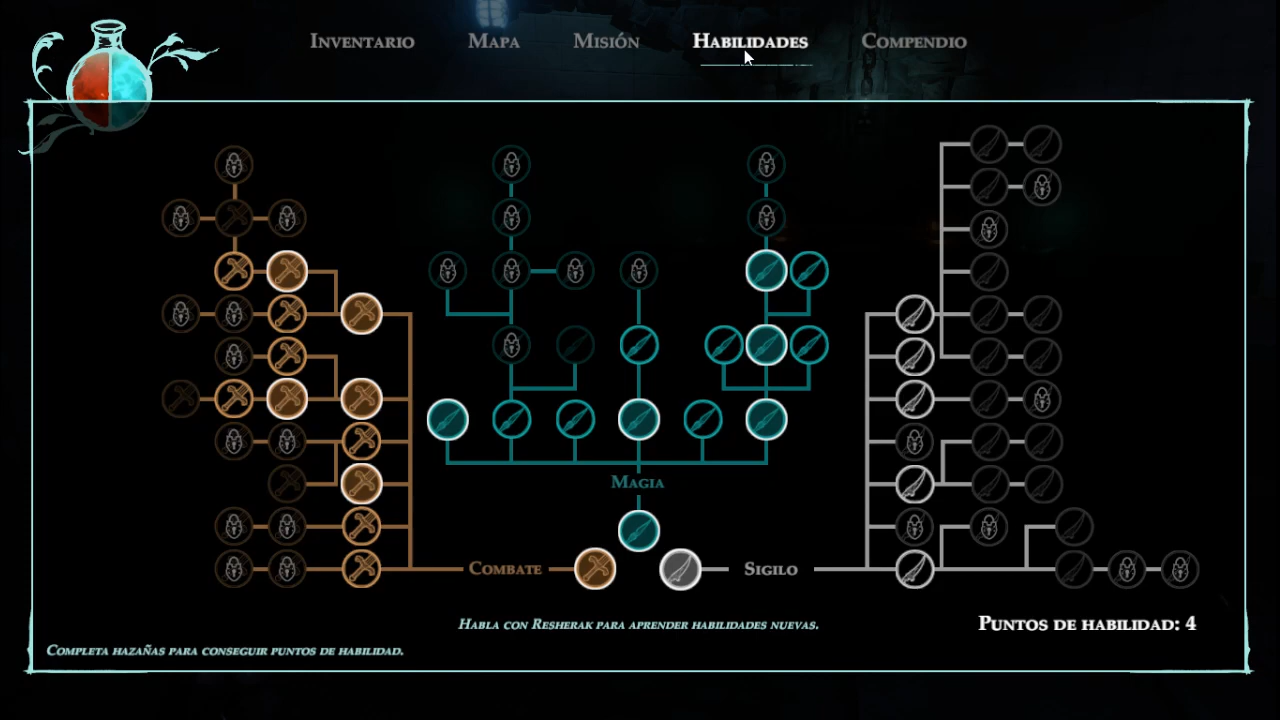 Inventario
Mapa
Misión
Habilidades
Compendio
Magia
Combate
Sigilo
Habla con Resherak para aprender habilidades nuevas.
Puntos de habilidad: 4
Completa hazañas para conseguir puntos de habilidad.